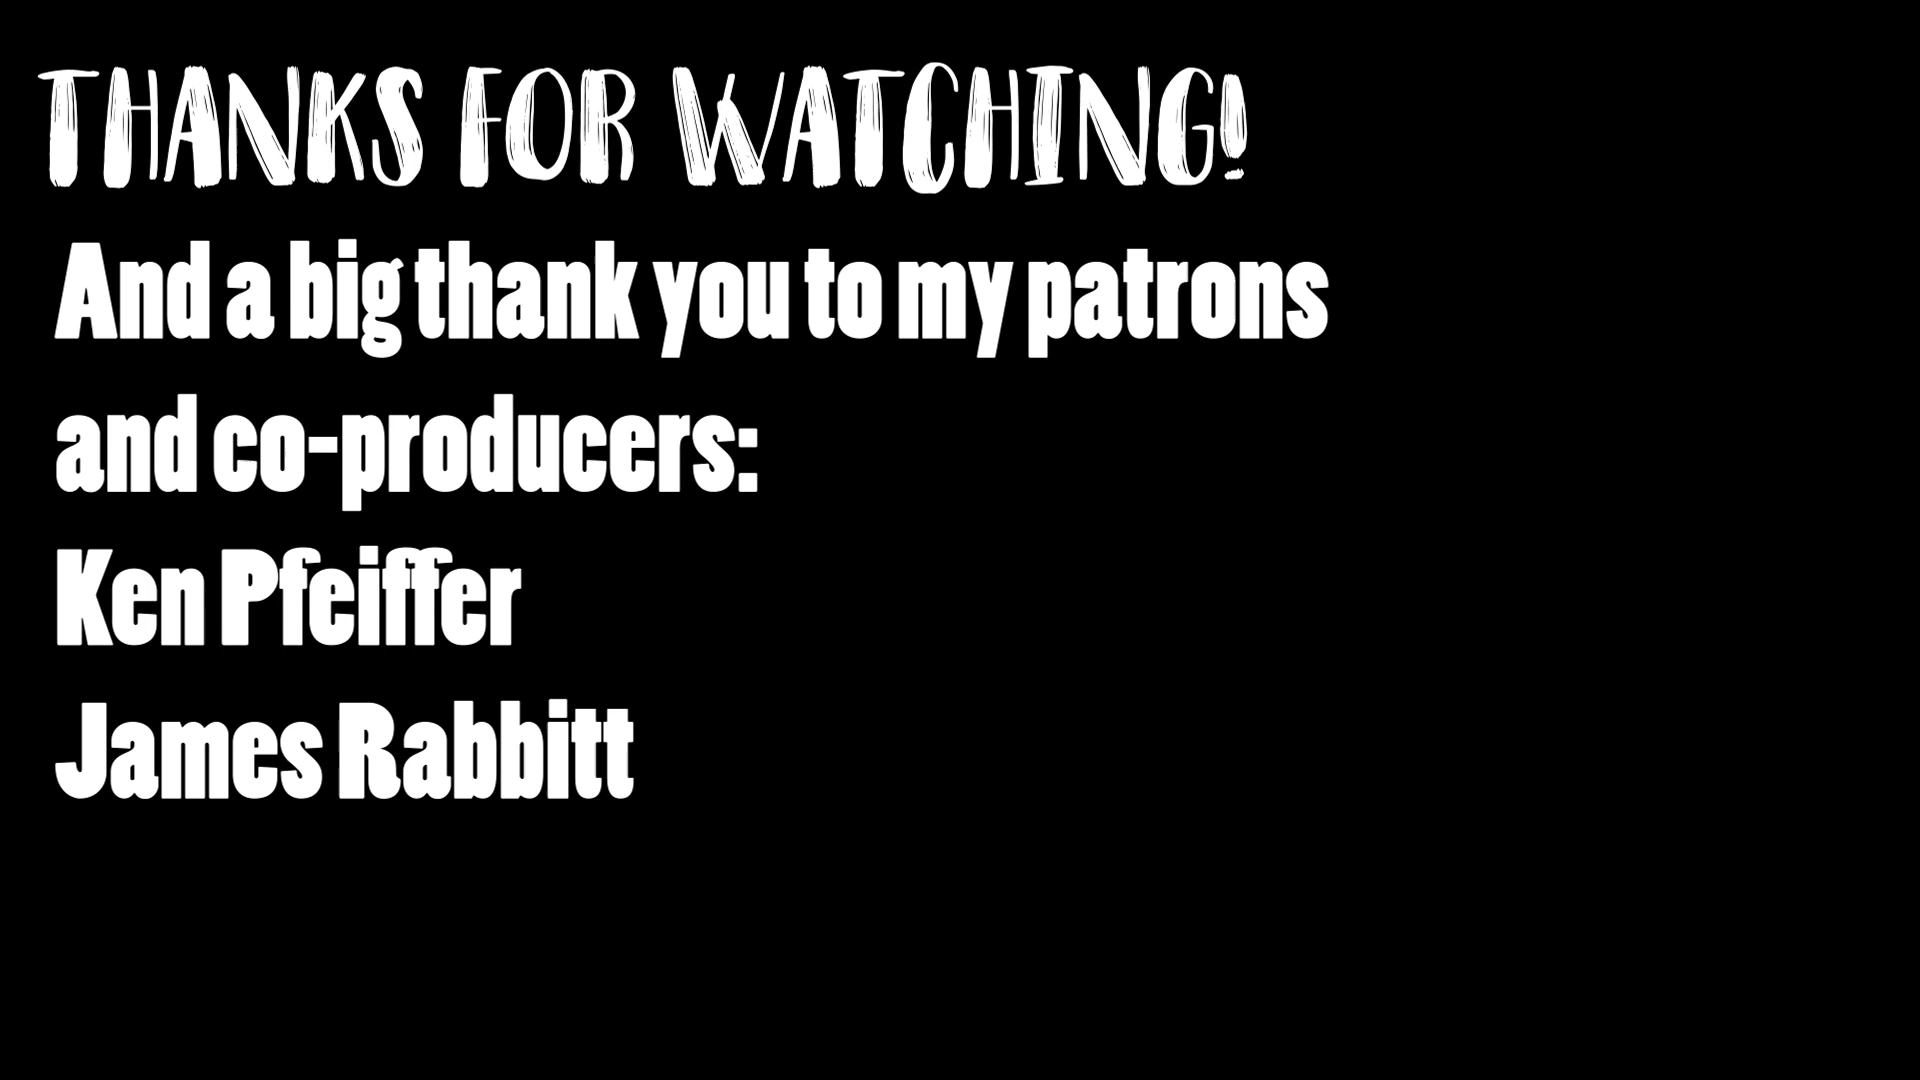 THANKS FOR WATCHING!
And a big thank you to my patrons
and co-producers:
Ken Pfeiffer
James Rabbitt